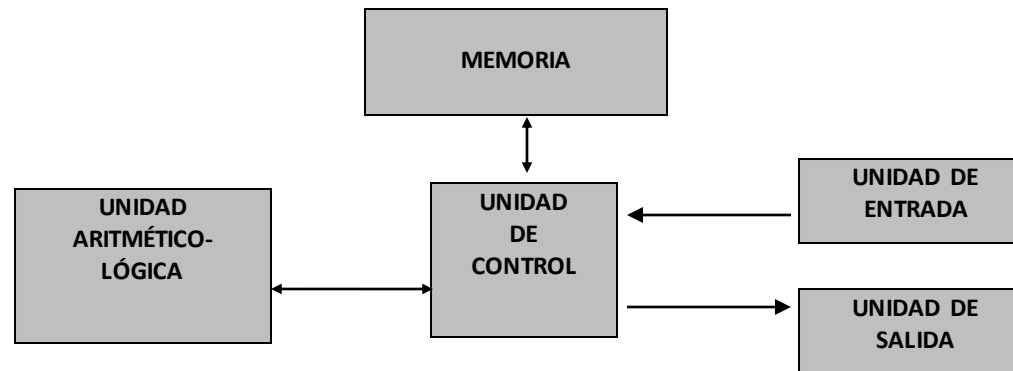 MEMORIA
UNIDAD
ARITMÉTICO-
LÓGICA
UNIDAD
DE
CONTROL
UNIDAD DE
ENTRADA
UNIDAD DE
SALIDA